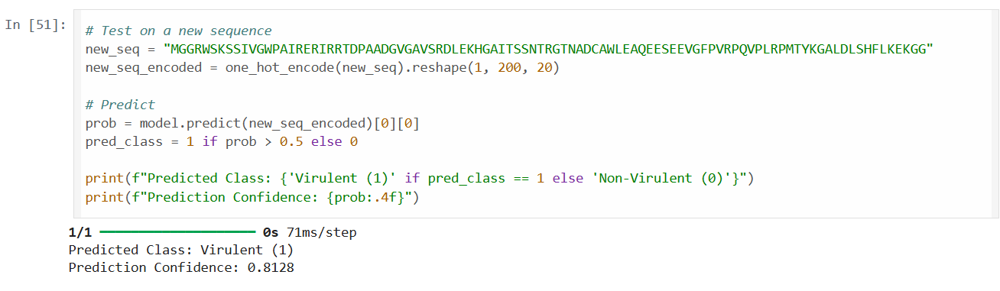 In [51]:
# Test on a new sequence
new_seq = "MGGRWSKSSIVGWPAIRERIRRTDPAADGVGAVSRDLEKHGAITSSNTRGTNADCAWLEAQEESEEVGFPVRPQVPLRPMTYKGALDLSHFLKEKGG"
new_seq_encoded = one_hot_encode(new_seq).reshape(1, 200, 20)
# Predict
prob = model.predict(new_seq_encoded)[0][0]
pred_class = 1 if prob > 0.5 else 0
print(f"Predicted Class: {'Virulent (1)' if pred_class == 1 else 'Non-Virulent (0)'}")
print(f"Prediction Confidence: {prob:.4f}")
1/1 ━━━━━━━━━━━━━━━━━━━━ 0s 71ms/step
Predicted Class: Virulent (1)
Prediction Confidence: 0.8128